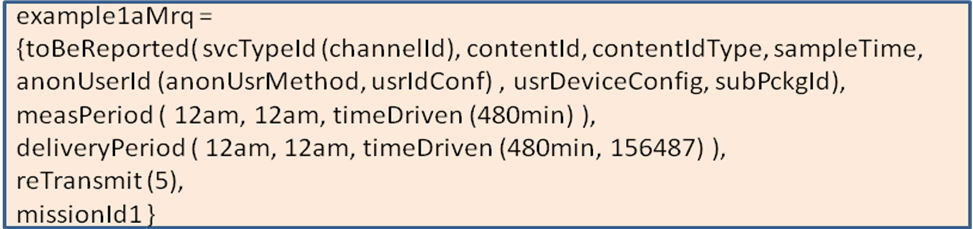 example1aMrq =
{toBeReported( svcTypeId (channelId), contentId, contentIdType, sampleTime,
anonUserId (anonUsrMethod, usrIdConf) , usrDeviceConfig, subPckgId),
measPeriod ( 12am, 12am, timeDriven (480min) ),
deliveryPeriod ( 12am, 12am, timeDriven (480min, 156487) ),
reTransmit (5),
missionId1 }